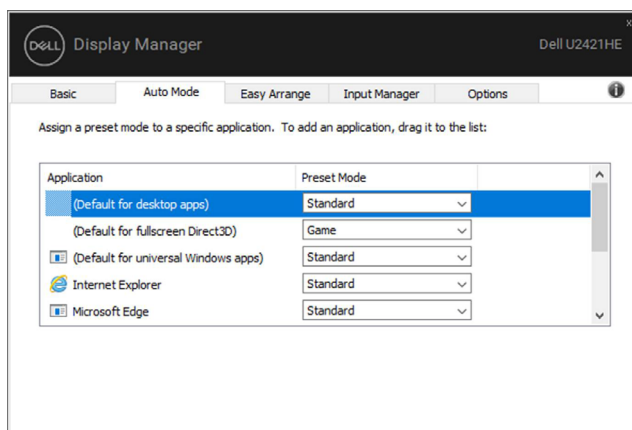 x
DELL Display Manager Dell U2421HE
Basic Auto Mode Easy Arrange Input Manager Options
Assign a preset mode to a specific application. To add an application, drag it to the list:
Application Preset Mode
(Default for desktop apps) Standard
(Default for fullscreen Direct3D) Game
(Default for universal Windows apps) Standard
Internet Explorer Standard
Microsoft Edge Standard